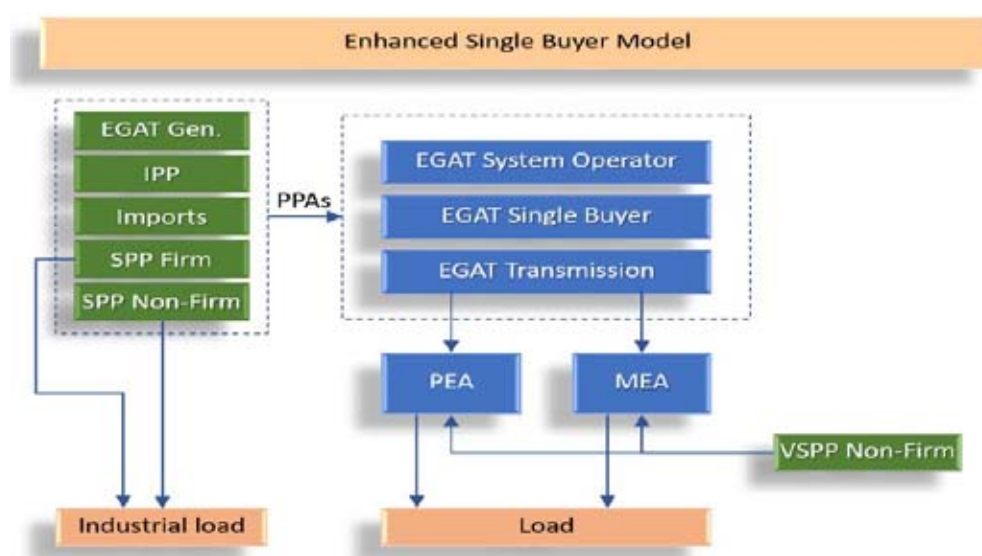 Enhanced Single Buyer Model
EGAT Gen.
IPP
Imports
SPP Firm
SPP Non-Firm
PPAs
EGAT System Operator
EGAT Single Buyer
EGAT Transmission
PEA
MEA
VSPP Non-Firm
Industrial load
Load